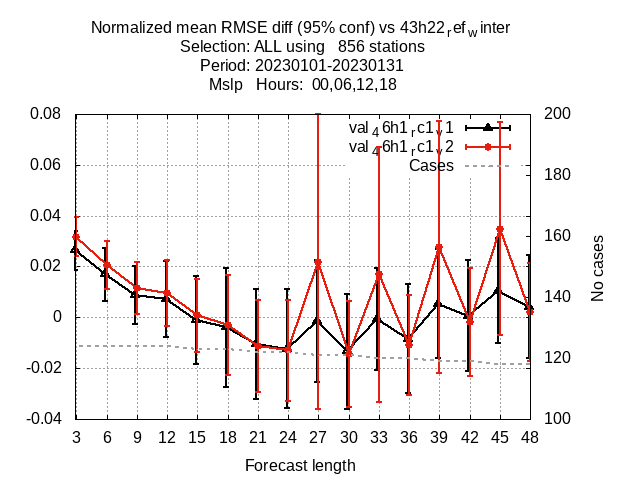 Normalized mean RMSE diff (95% conf) vs 43h22refwinter
Selection: ALL using   856 stations
Period: 20230101-20230131
Mslp   Hours:  00,06,12,18
0.08
0.06
0.04
0.02
0
-0.02
-0.04
200
180
160
140
120
100
val46h1rc1v1
val46h1rc1v2
Cases
No cases
3 6 9 12 15 18 21 24 27 30 33 36 39 42 45 48
Forecast length